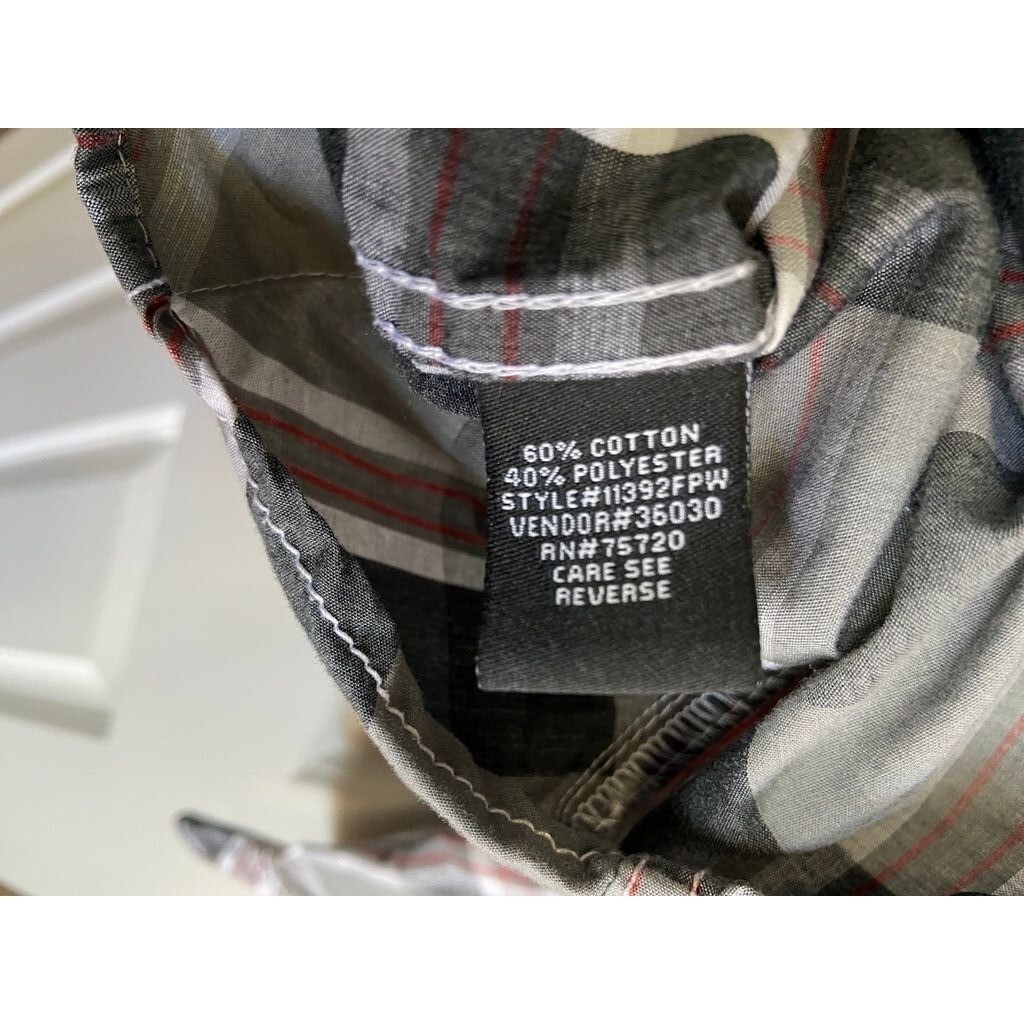 60% COTTON
40% POLYESTER
STYLE#11392FPW
VENDOR#36030
RN#75720
CARE SEE
REVERSE